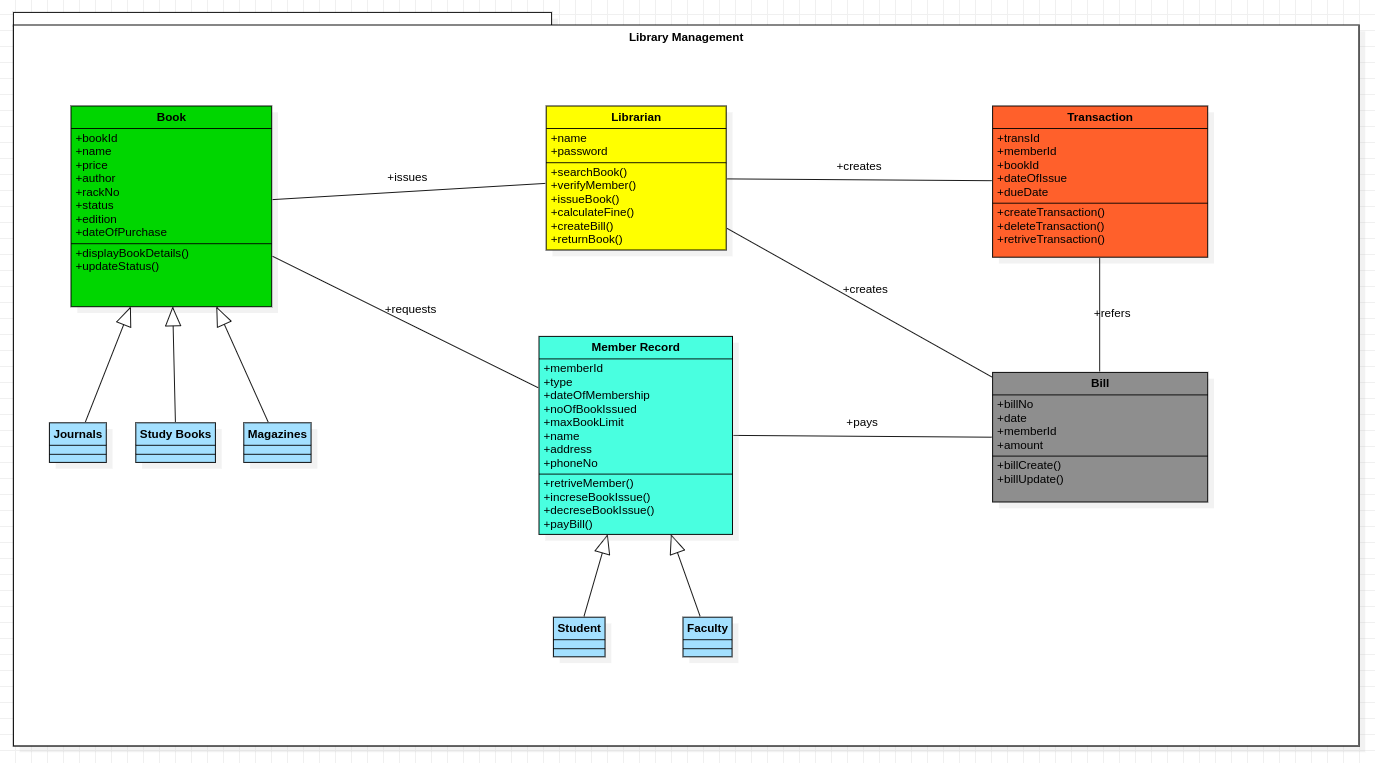 Library Management
Book
+bookId
+name
+price
+author
+rackNo
+status
+edition
+dateOfPurchase
+displayBookDetails()
+updateStatus()
+issues
Librarian
+name
+password
+searchBook()
+verifyMember()
+issueBook()
+calculateFine()
+createBill()
+returnBook()
+creates
Transaction
+transId
+memberId
+bookId
+dateOfIssue
+dueDate
+createTransaction()
+deleteTransaction()
+retriveTransaction()
+requests
+creates
+refers
Member Record
+memberId
+type
+dateOfMembership
+noOfBookIssued
+maxBookLimit
+name
+address
+phoneNo
+retriveMember()
+increseBookIssue()
+decreseBookIssue()
+payBill()
+pays
Bill
+billNo
+date
+memberId
+amount
+billCreate()
+billUpdate()
Journals
Study Books
Magazines
Student
Faculty